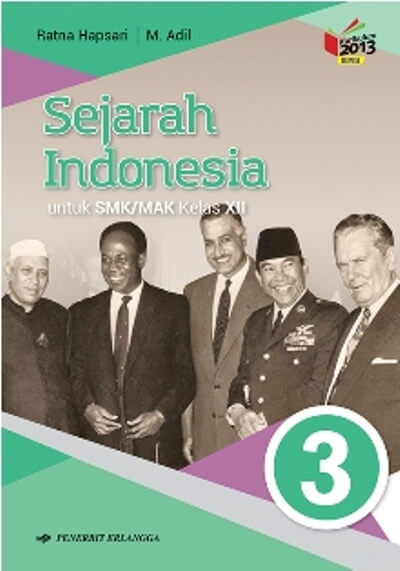 Ratna Hapsari | M. Adil
Kurikulum
2013
Sejarah
Indonesia
untuk SMK/MAK Kelas XII
3
PENERBIT ERLANGGA